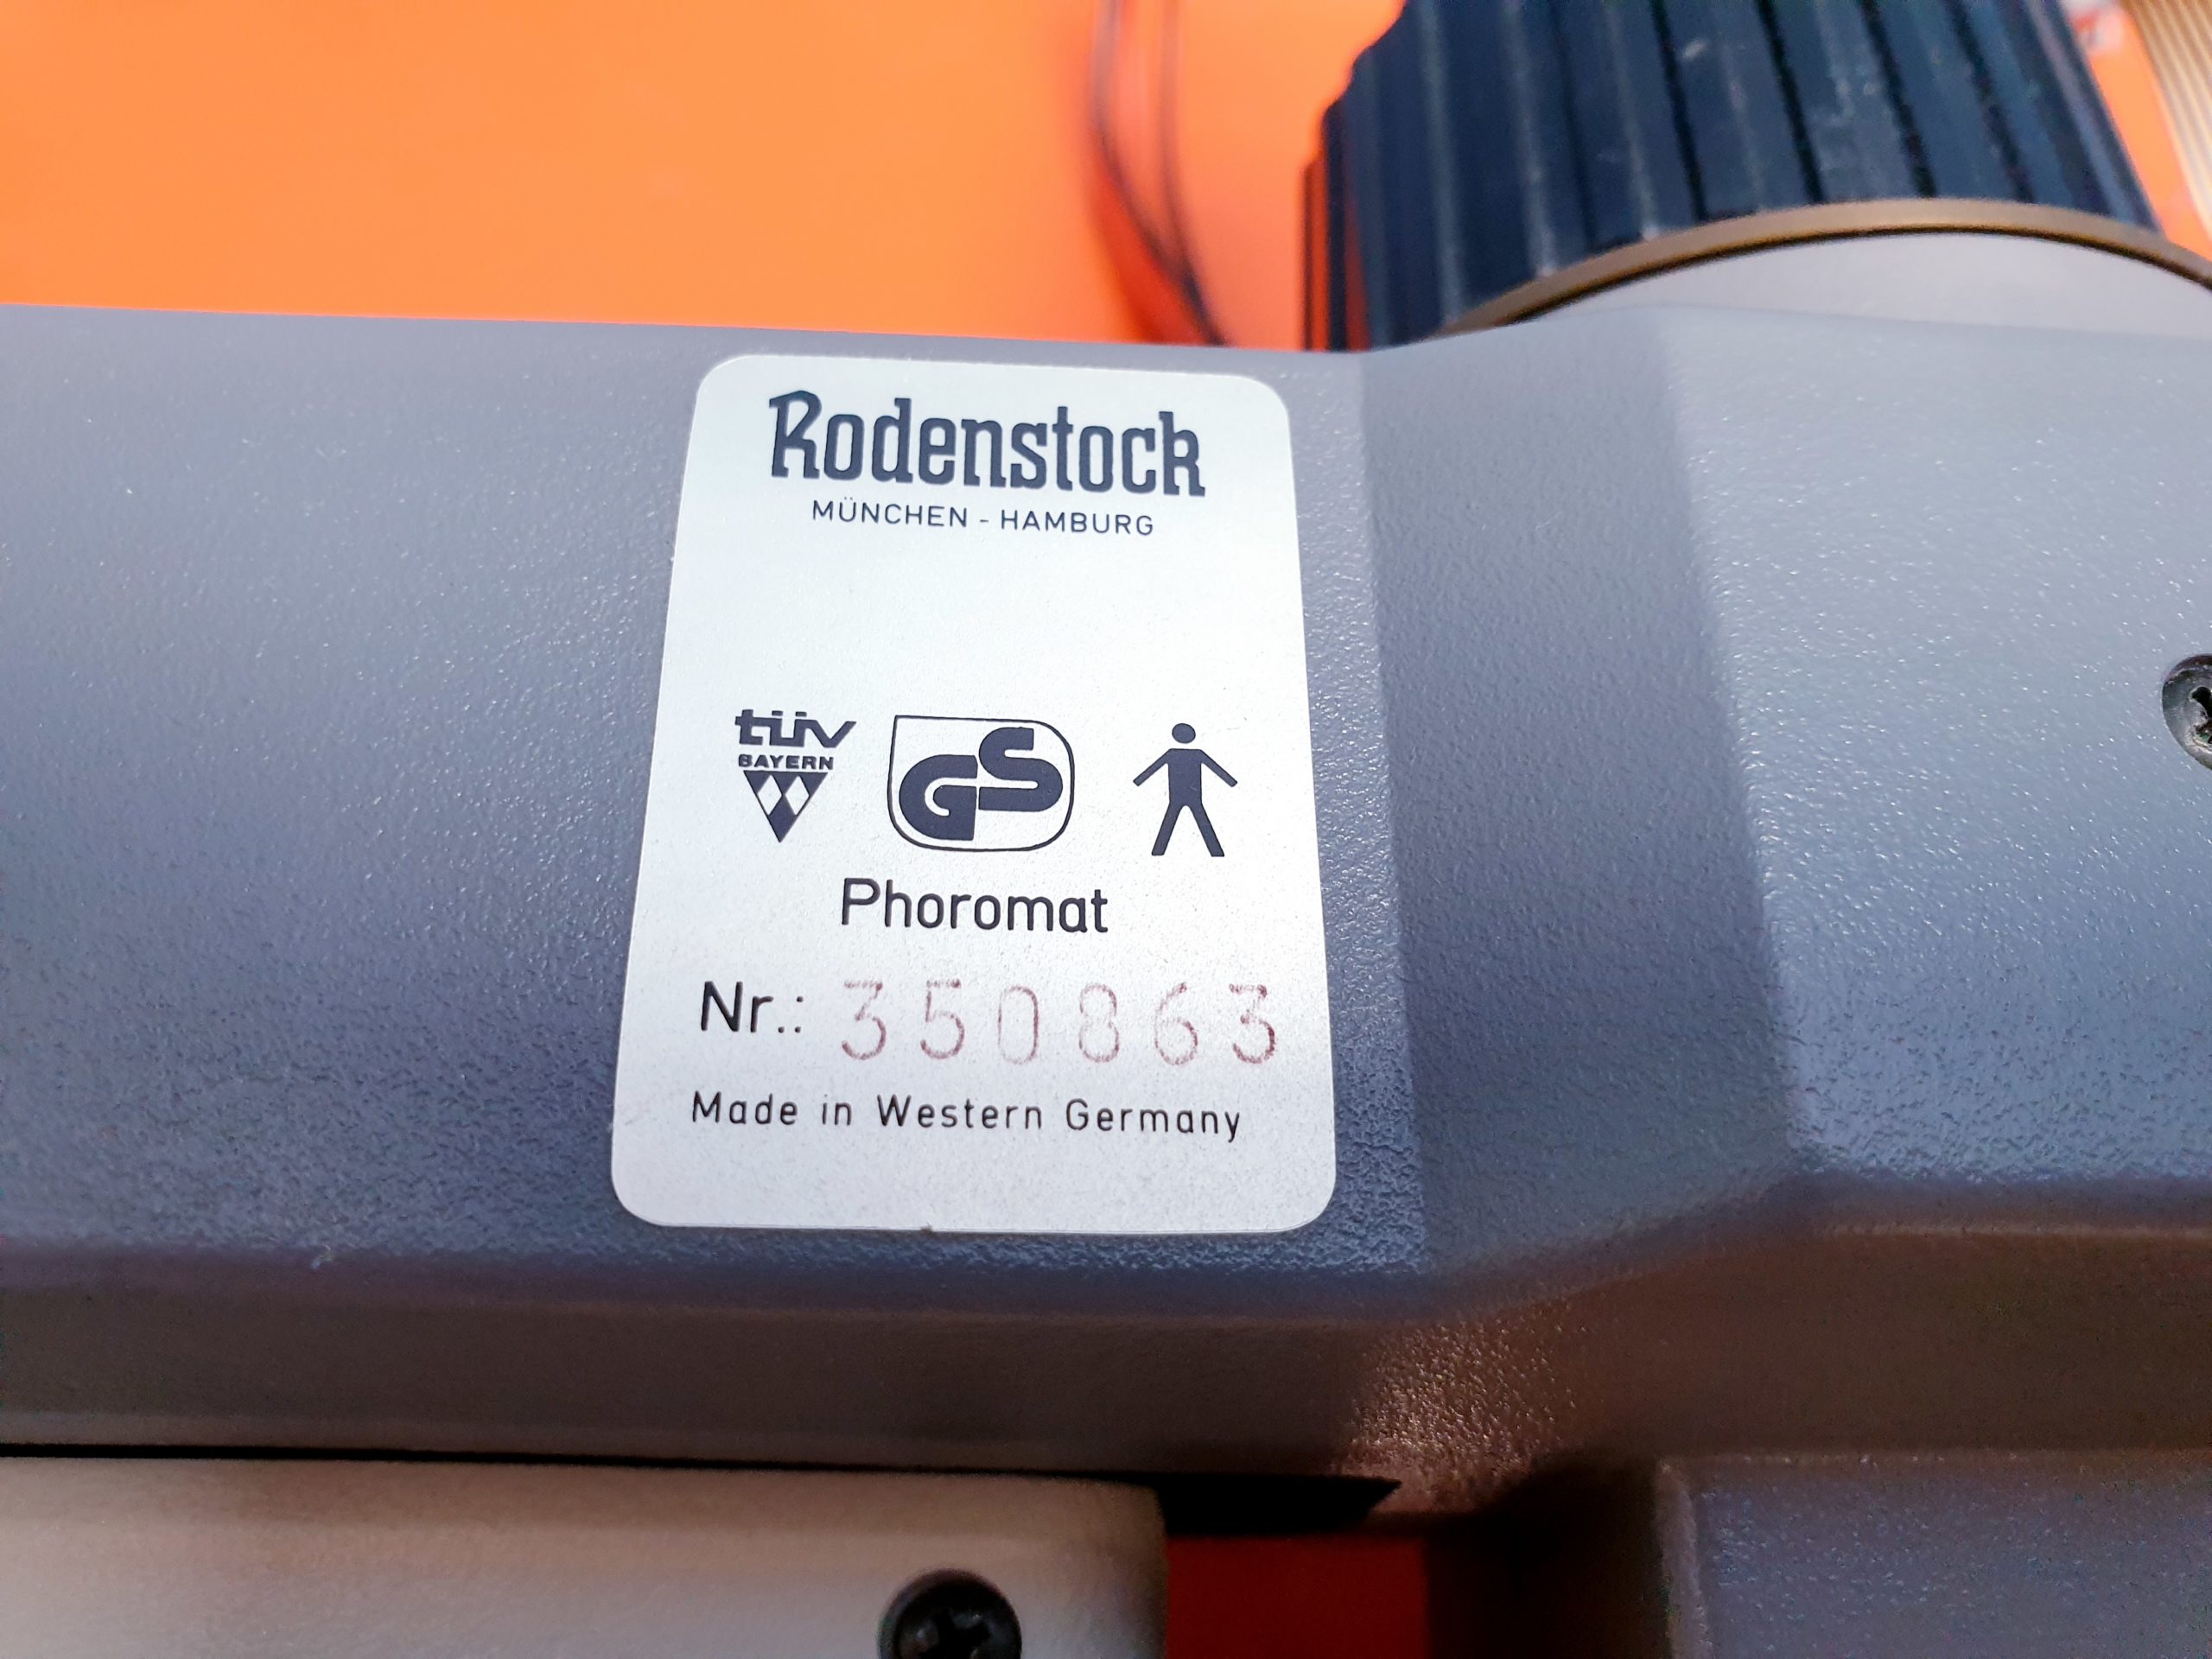 Rodenstock
MÜNCHEN - HAMBURG
TÜV
BAYERN
GS
Phoromat
Nr.: 350863
Made in Western Germany